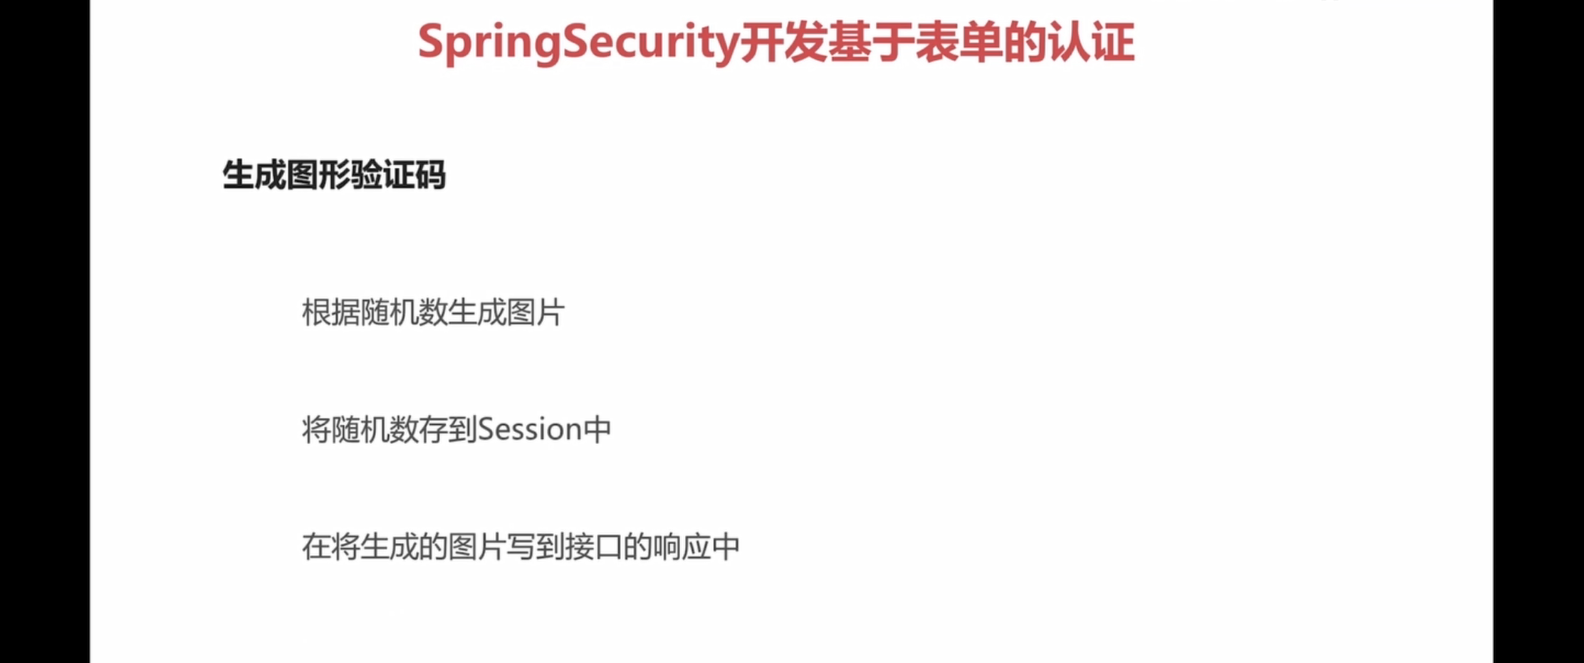 SpringSecurity开发基于表单的认证
生成图形验证码
根据随机数生成图片
将随机数存到Session中
在将生成的图片写到接口的响应中